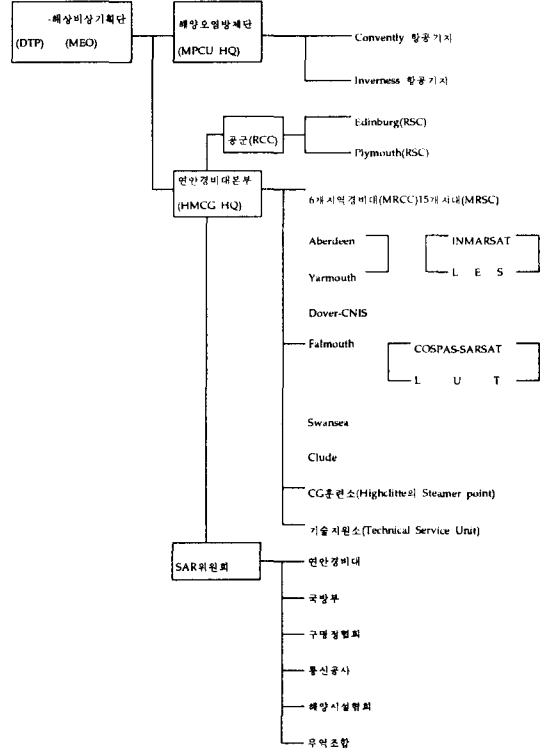 ·해상비상기획단
(DTP) (MEO)
해양오염방제단
(MPCU HQ)
Convently 항공기지
Inverness 항공기지
공군(RCC)
Edinburg(RSC)
Plymouth(RSC)
연안경비대본부
(HMCG HQ)
6개지역경비대(MRCC)15개지대(MRSC)
Aberdeen
INMARSAT
Yarmouth
L E S
Dover-CNIS
Falmouth
COSPAS-SARSAT
L U T
Swansea
Clude
CG훈련소(Highclitte의 Steamer point)
기술지원소(Technical Service Unit)
SAR위원회
연안경비대
국방부
구명정협회
통신공사
해양시설협회
무역조합